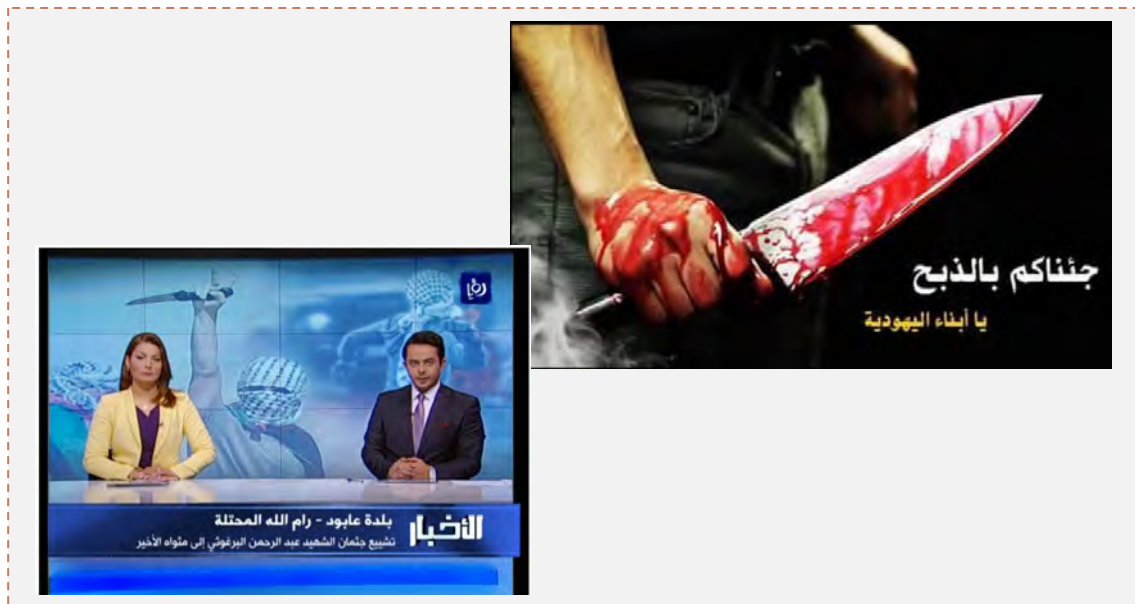 جئناكم بالذبح
يا أبناء اليهودية
رؤيا
الأخبار
بلدة عابود - رام الله المحتلة
تشييع جثمان الشهيد عبد الرحمن البرغوثي إلى مثواه الأخير